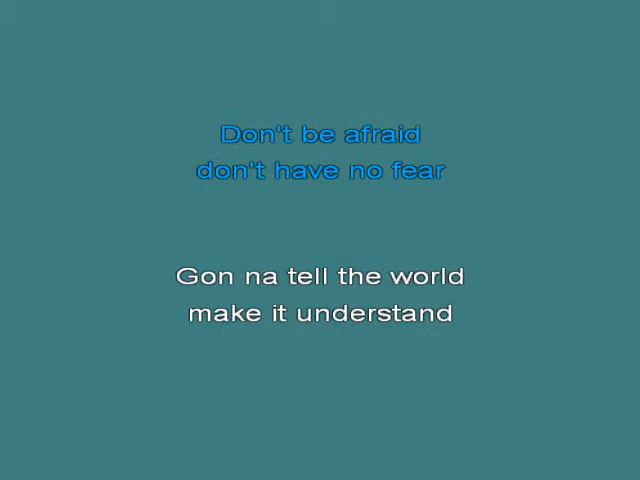 Don't be afraid
don't have no fear
Gon na tell the world
make it understand